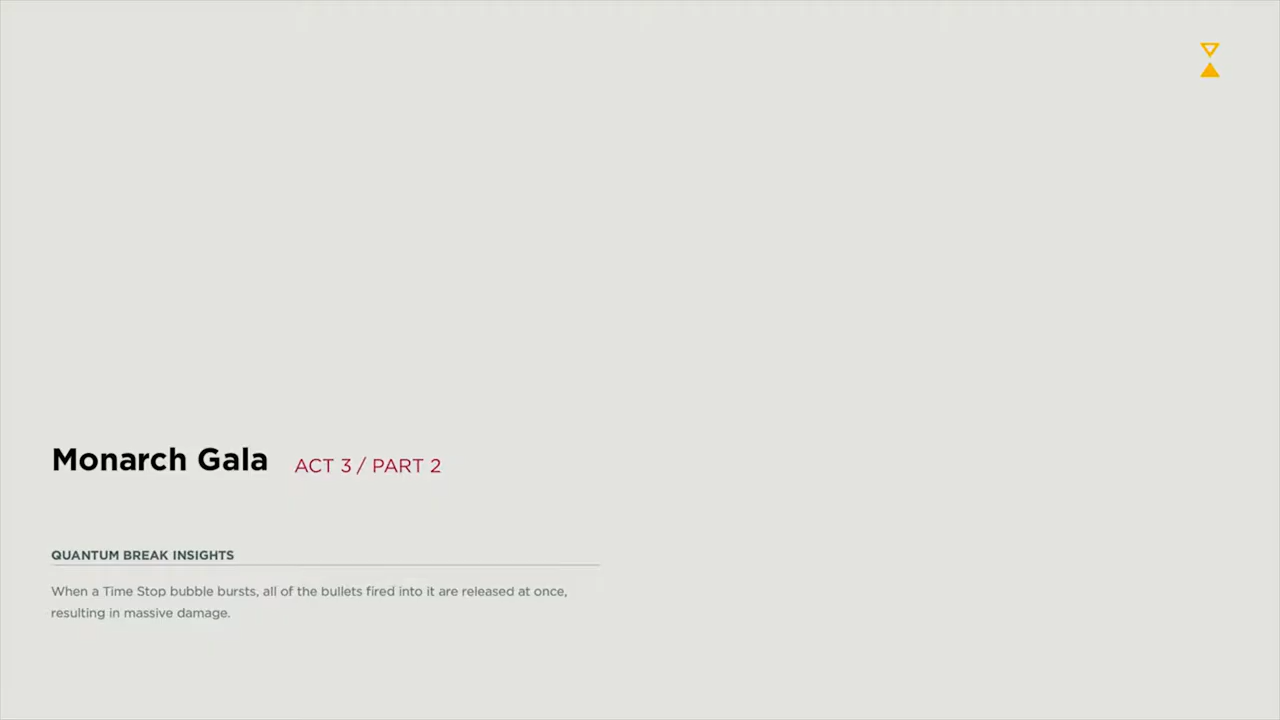 Monarch Gala ACT 3 / PART 2
QUANTUM BREAK INSIGHTS
When a Time Stop bubble bursts, all of the bullets fired into it are released at once,
resulting in massive damage.